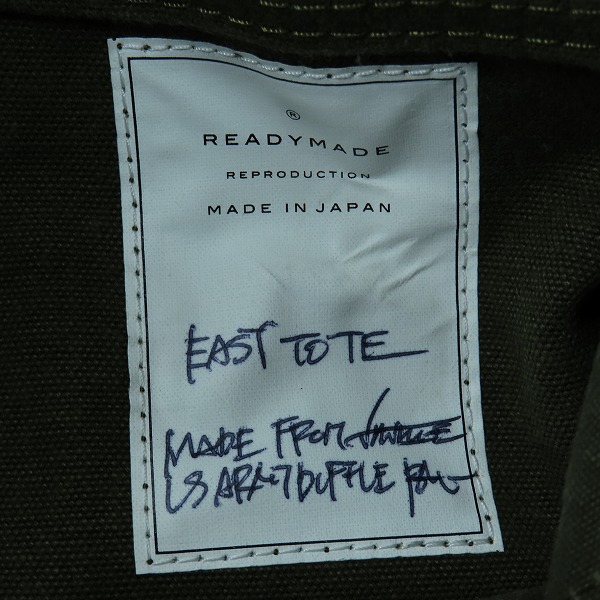 ®
READYMADE
REPRODUCTION
MADE IN JAPAN
EAST TOTE
MADE FROM
US ARMY DUFFLE BAG